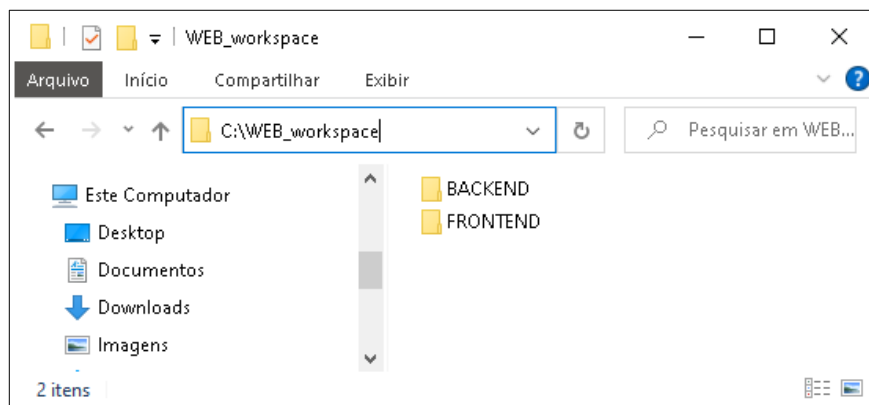 WEB_workspace
Arquivo Início Compartilhar Exibir ?
C:\WEB_workspace Pesquisar em WEB...
Este Computador
Desktop
Documentos
Downloads
Imagens
BACKEND
FRONTEND
2 itens